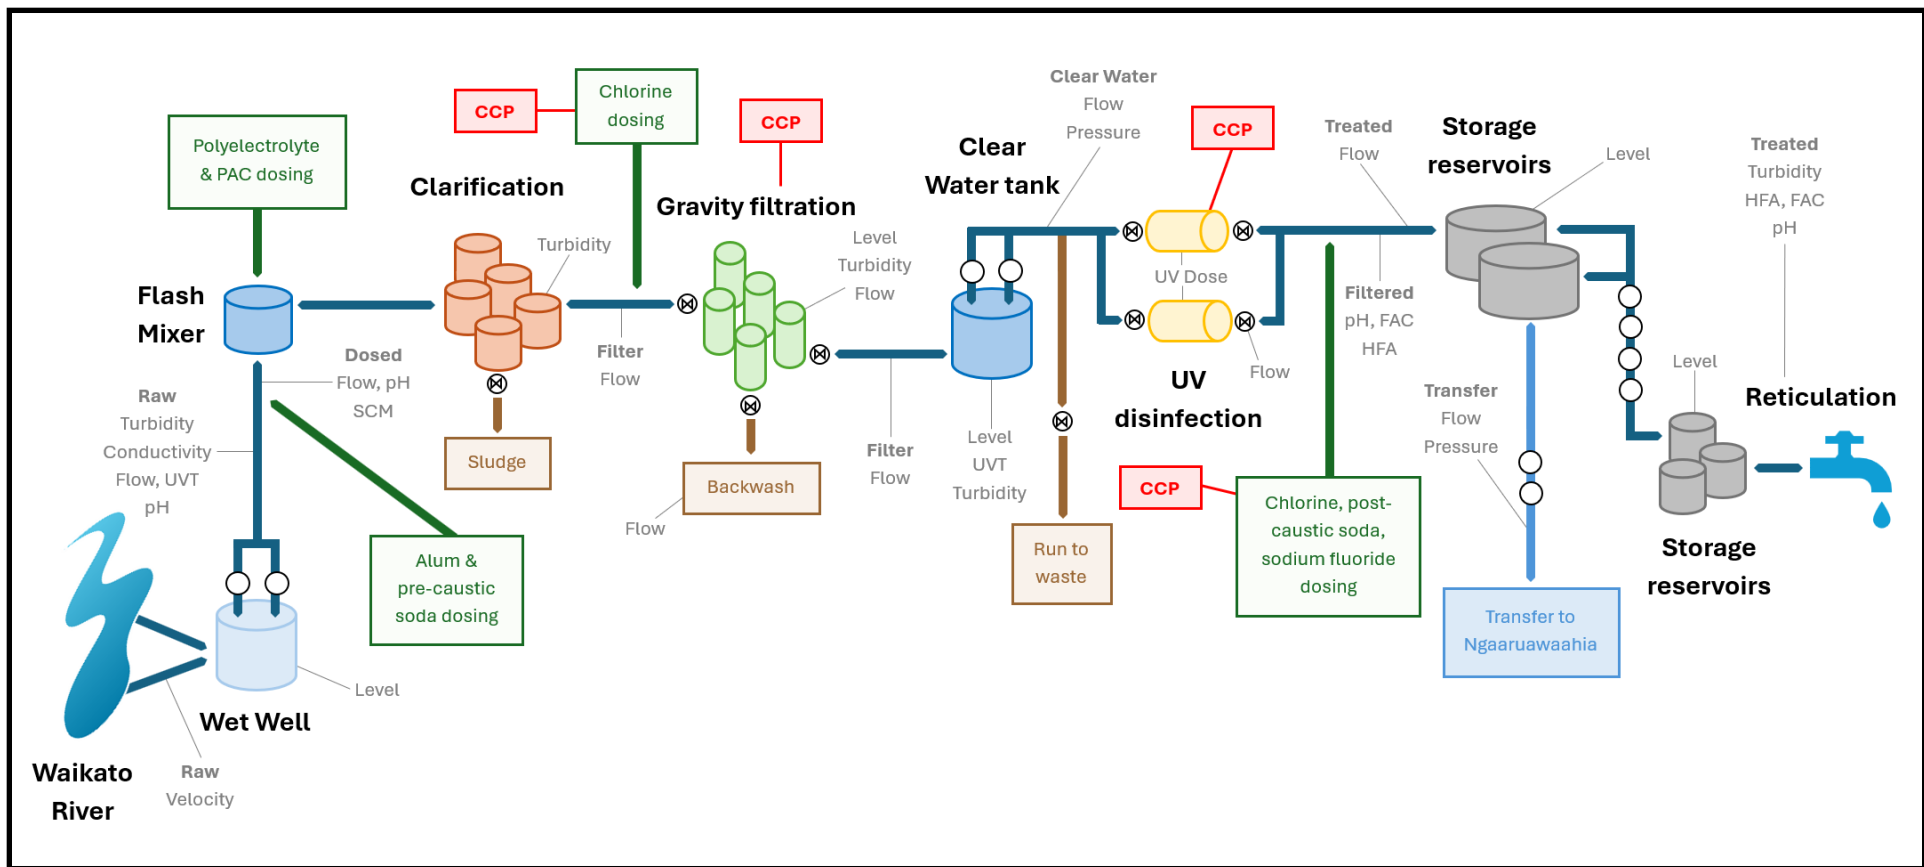 Polyelectrolyte
& PAC dosing
CCP
Chlorine
dosing
CCP
Clarification
Gravity filtration
Turbidity
Level
Turbidity
Flow
Flash
Mixer
Dosed
Flow, pH
SCM
Filter
Flow
Raw
Turbidity
Conductivity
Flow, UVT
pH
Sludge
Backwash
Flow
Filter
Flow
Alum &
pre-caustic
soda dosing
Level
Wet Well
Waikato
River
Raw
Velocity
Clear
Water tank
Clear Water
Flow
Pressure
CCP
Treated
Flow
Storage
reservoirs
Level
Treated
Turbidity
HFA, FAC
pH
UV Dose
Filtered
pH, FAC
HFA
Flow
UV
disinfection
Level
UVT
Turbidity
Run to
waste
CCP
Chlorine, post-
caustic soda,
sodium fluoride
dosing
Transfer
Flow
Pressure
Transfer to
Ngaaruawaahia
Level
Reticulation
Storage
reservoirs